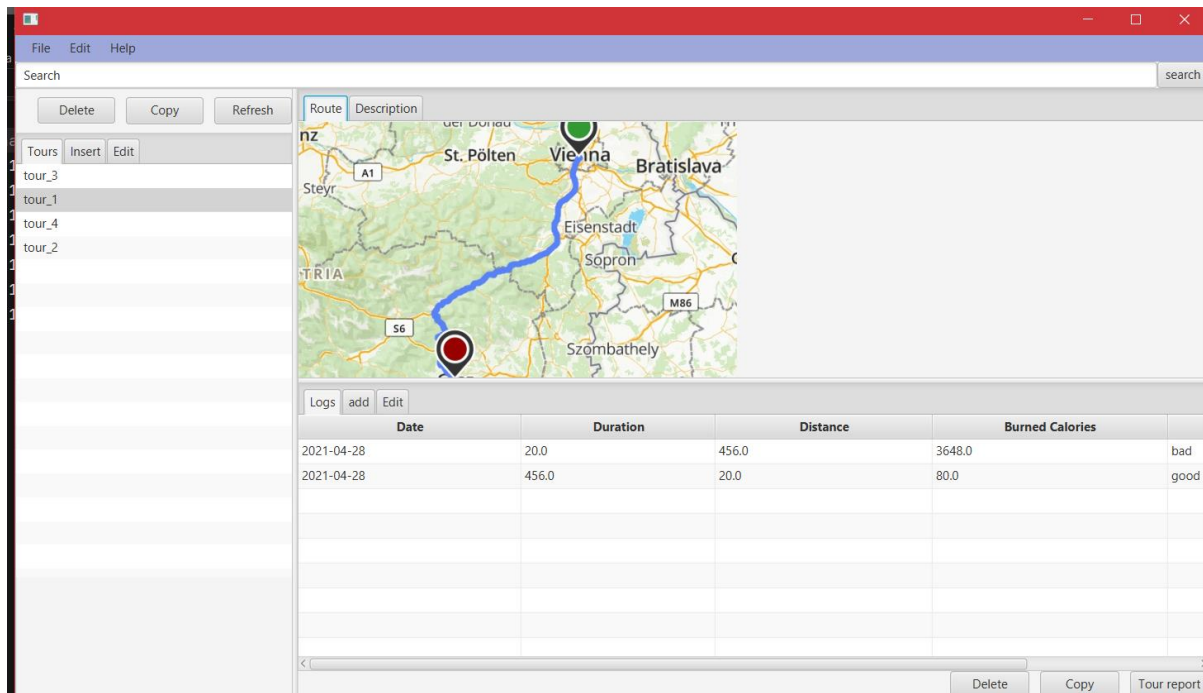 File Edit Help
Search search
Delete Copy Refresh
Route Description
Tours Insert Edit
tour_3
tour_1
tour_4
tour_2
nz
St. Pölten Vienna Bratislava
A1
Steyr
Eisenstadt
Sopron
TRIA
M86
S6
Szombathely
Logs add Edit
Date Duration Distance Burned Calories
2021-04-28 20.0 456.0 3648.0 bad
2021-04-28 456.0 20.0 80.0 good
Delete Copy Tour report